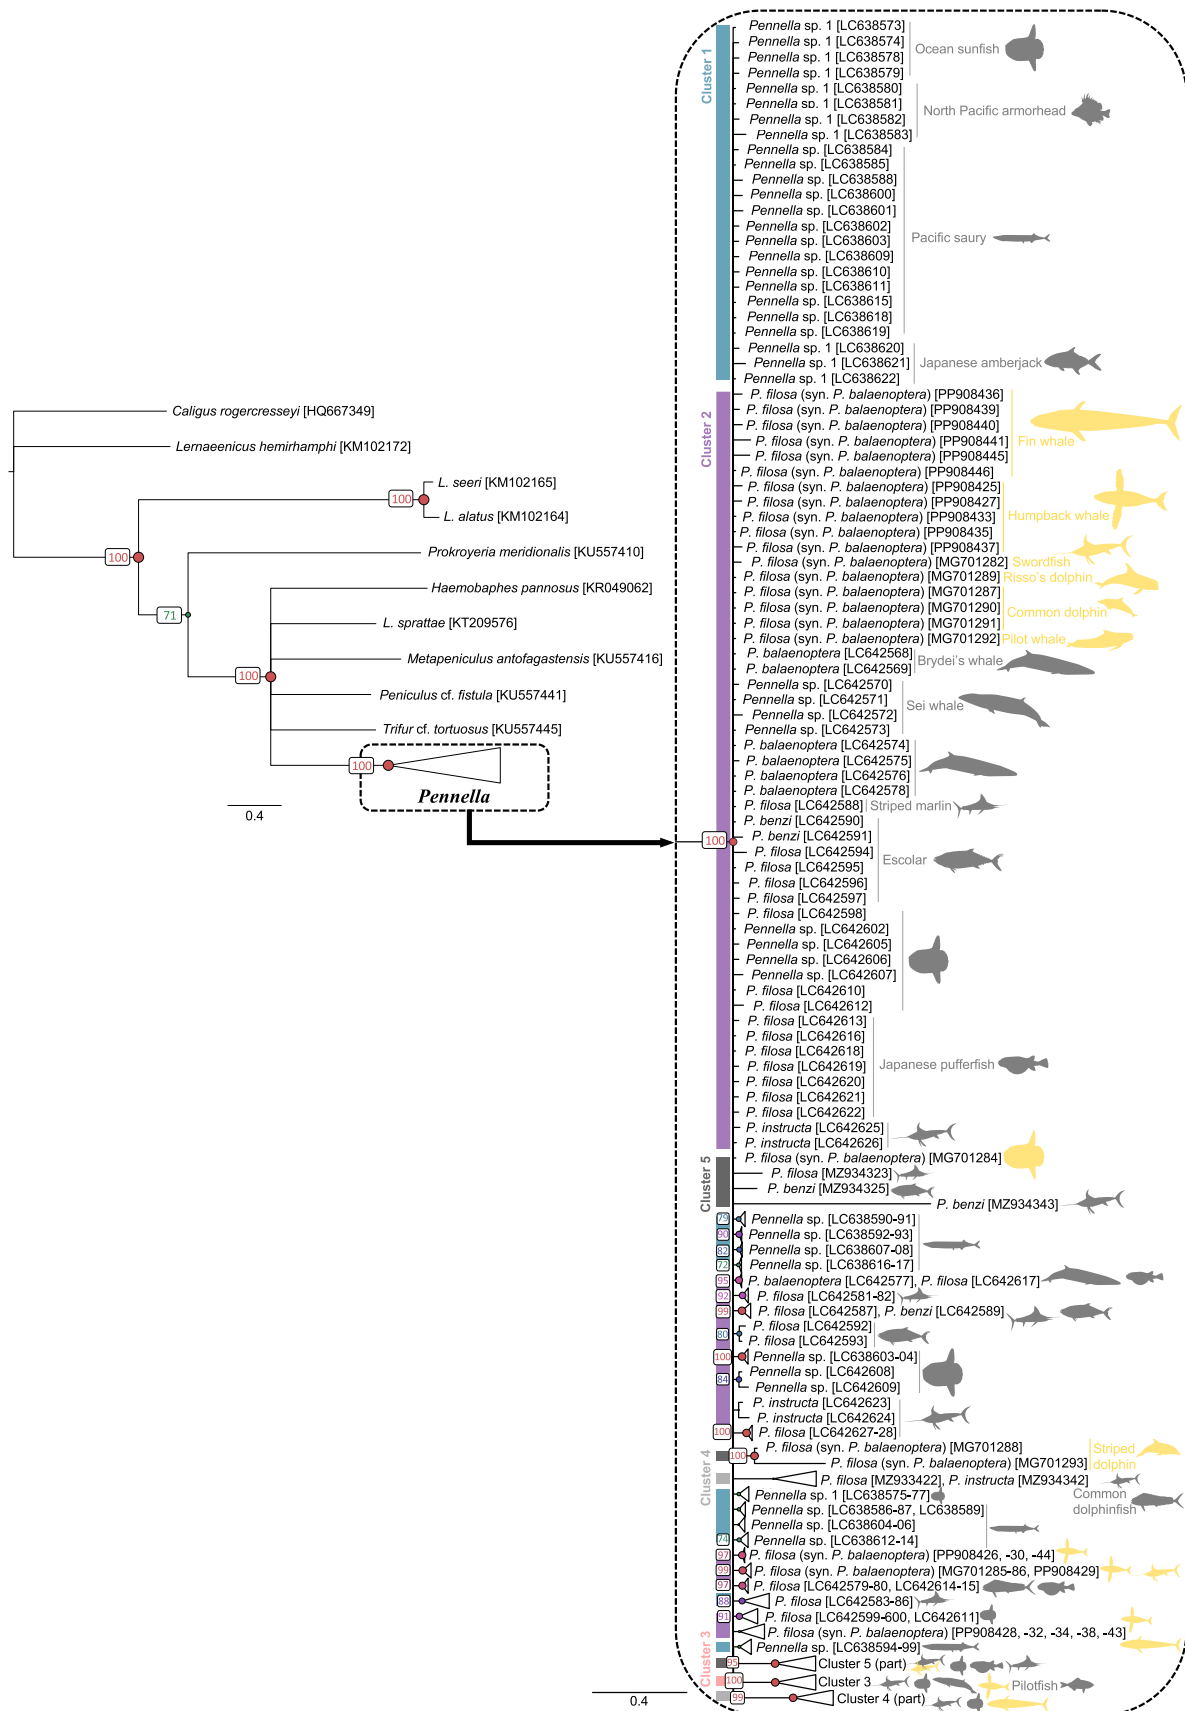 Caligus rogercresseyi [HQ667349]
Lernaeenicus hemirhamphi [KM102172]
L. seeri [KM102165]
100
L. alatus [KM102164]
Prokroyeria meridionalis [KU557410]
100
Haemobaphes pannosus [KR049062]
71
L. sprattae [KT209576]
Metapeniculus antofagastensis [KU557416]
100
Peniculus cf. fistula [KU557441]
Trifur cf. tortuosus [KU557445]
100
Pennella
0.4
Cluster 1
Pennella sp. 1 [LC638573]
Pennella sp. 1 [LC638574]
Ocean sunfish
Pennella sp. 1 [LC638578]
Pennella sp. 1 [LC638579]
Pennella sp. 1 [LC638580]
Pennella sp. 1 [LC638581]
North Pacific armorhead
Pennella sp. 1 [LC638582]
Pennella sp. 1 [LC638583]
Pennella sp. [LC638584]
Pennella sp. [LC638585]
Pennella sp. [LC638588]
Pennella sp. [LC638600]
Pennella sp. [LC638601]
Pennella sp. [LC638602]
Pennella sp. [LC638603]
Pacific saury
Pennella sp. [LC638609]
Pennella sp. [LC638610]
Pennella sp. [LC638611]
Pennella sp. [LC638615]
Pennella sp. [LC638618]
Pennella sp. [LC638619]
Pennella sp. 1 [LC638620]
Pennella sp. 1 [LC638621]
Japanese amberjack
Pennella sp. 1 [LC638622]
Cluster 2
P. filosa (syn. P. balaenoptera) [PP908436]
P. filosa (syn. P. balaenoptera) [PP908439]
P. filosa (syn. P. balaenoptera) [PP908440]
P. filosa (syn. P. balaenoptera) [PP908441]
Fin whale
P. filosa (syn. P. balaenoptera) [PP908445]
P. filosa (syn. P. balaenoptera) [PP908446]
P. filosa (syn. P. balaenoptera) [PP908425]
P. filosa (syn. P. balaenoptera) [PP908427]
P. filosa (syn. P. balaenoptera) [PP908433]
Humpback whale
P. filosa (syn. P. balaenoptera) [PP908435]
P. filosa (syn. P. balaenoptera) [PP908437]
P. filosa (syn. P. balaenoptera) [MG701282]
Swordfish
P. filosa (syn. P. balaenoptera) [MG701289]
Risso's dolphin
P. filosa (syn. P. balaenoptera) [MG701287]
P. filosa (syn. P. balaenoptera) [MG701290]
Common dolphin
P. filosa (syn. P. balaenoptera) [MG701291]
P. filosa (syn. P. balaenoptera) [MG701292]
Pilot whale
P. balaenoptera [LC642568]
Brydei's whale
P. balaenoptera [LC642569]
Pennella sp. [LC642570]
Pennella sp. [LC642571]
Sei whale
Pennella sp. [LC642572]
Pennella sp. [LC642573]
P. balaenoptera [LC642574]
P. balaenoptera [LC642575]
P. balaenoptera [LC642576]
P. balaenoptera [LC642578]
P. filosa [LC642588]
Striped marlin
P. benzi [LC642590]
100
P. benzi [LC642591]
P. filosa [LC642594]
Escolar
P. filosa [LC642595]
P. filosa [LC642596]
P. filosa [LC642597]
P. filosa [LC642598]
Pennella sp. [LC642602]
Pennella sp. [LC642605]
Pennella sp. [LC642606]
Pennella sp. [LC642607]
P. filosa [LC642610]
P. filosa [LC642612]
P. filosa [LC642613]
P. filosa [LC642616]
P. filosa [LC642618]
P. filosa [LC642619]
Japanese pufferfish
P. filosa [LC642620]
P. filosa [LC642621]
P. filosa [LC642622]
P. instructa [LC642625]
P. instructa [LC642626]
Cluster 5
P. filosa (syn. P. balaenoptera) [MG701284]
P. filosa [MZ934323]
P. benzi [MZ934325]
P. benzi [MZ934343]
79
Pennella sp. [LC638590-91]
90
Pennella sp. [LC638592-93]
82
Pennella sp. [LC638607-08]
72
Pennella sp. [LC638616-17]
95
P. balaenoptera [LC642577], P. filosa [LC642617]
92
P. filosa [LC642581-82]
99
P. filosa [LC642587], P. benzi [LC642589]
P. filosa [LC642592]
80
P. filosa [LC642593]
100
Pennella sp. [LC638603-04]
Pennella sp. [LC642608]
84
Pennella sp. [LC642609]
P. instructa [LC642623]
P. instructa [LC642624]
100
P. filosa [LC642627-28]
Cluster 4
P. filosa (syn. P. balaenoptera) [MG701288]
Striped
dolphin
100
P. filosa (syn. P. balaenoptera) [MG701293]
P. filosa [MZ933422], P. instructa [MZ934342]
Pennella sp. 1 [LC638575-77]
Common
dolphinfish
Pennella sp. [LC638586-87, LC638589]
Pennella sp. [LC638604-06]
74
Pennella sp. [LC638612-14]
97
P. filosa (syn. P. balaenoptera) [PP908426, -30, -44]
99
P. filosa (syn. P. balaenoptera) [MG701285-86, PP908429]
97
P. filosa [LC642579-80, LC642614-15]
88
P. filosa [LC642583-86]
91
P. filosa [LC642599-600, LC642611]
P. filosa (syn. P. balaenoptera) [PP908428, -32, -34, -38, -43]
Cluster 3
Pennella sp. [LC638594-99]
95
Cluster 5 (part)
100
Cluster 3
Pilotfish
99
Cluster 4 (part)
0.4